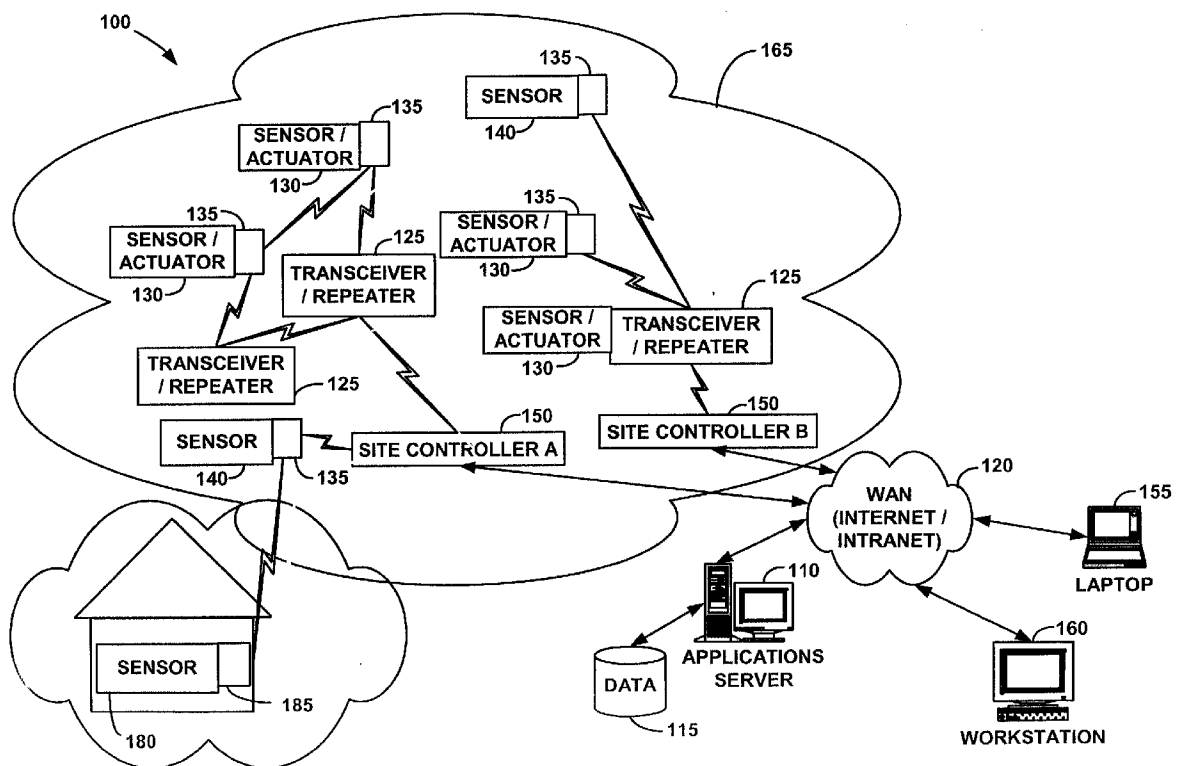 100
165
135
SENSOR
140
135
SENSOR /
ACTUATOR
130
135
SENSOR /
ACTUATOR
130
135
SENSOR /
ACTUATOR
130
125
TRANSCEIVER
/ REPEATER
125
SENSOR /
ACTUATOR
130
TRANSCEIVER
/ REPEATER
TRANSCEIVER
/ REPEATER
125
150
SITE CONTROLLER A
150
SITE CONTROLLER B
SENSOR
140
135
120
WAN
(INTERNET /
INTRANET)
155
LAPTOP
110
APPLICATIONS
SERVER
160
WORKSTATION
DATA
115
SENSOR
185
180